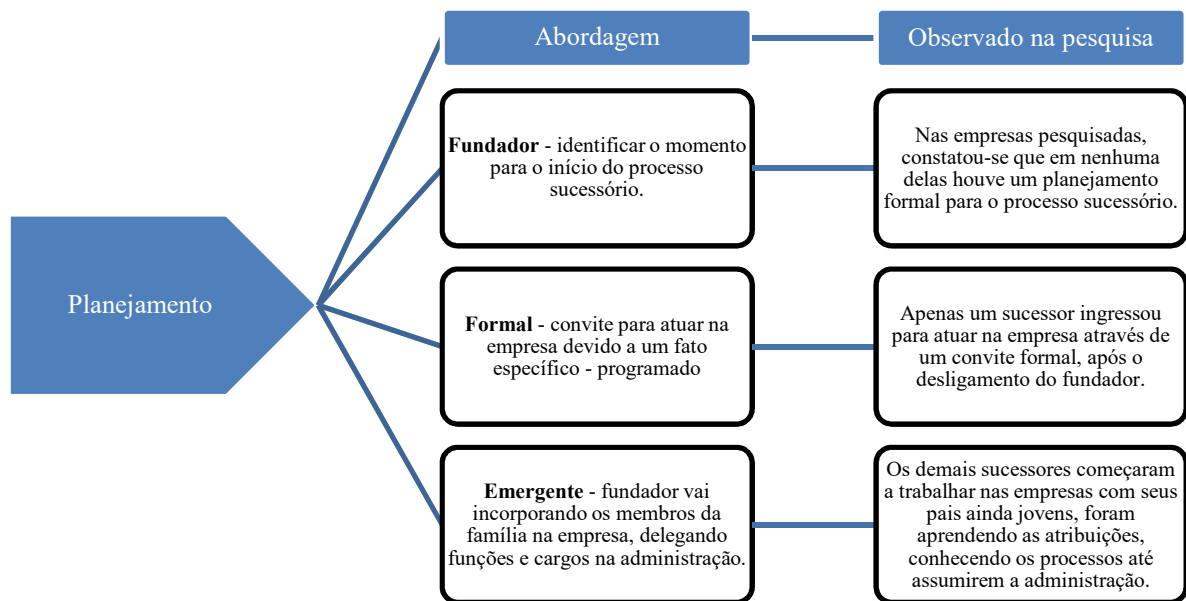 Abordagem
Observado na pesquisa
Planejamento
Fundador - identificar o momento
para o início do processo
sucessório.
Nas empresas pesquisadas,
constatou-se que em nenhuma
delas houve um planejamento
formal para o processo sucessório.
Formal - convite para atuar na
empresa devido a um fato
específico - programado
Apenas um sucessor ingressou
para atuar na empresa através de
um convite formal, após o
desligamento do fundador.
Emergente - fundador vai
incorporando os membros da
família na empresa, delegando
funções e cargos na administração.
Os demais sucessores começaram
a trabalhar nas empresas com seus
pais ainda jovens, foram
aprendendo as atribuições,
conhecendo os processos até
assumirem a administração.